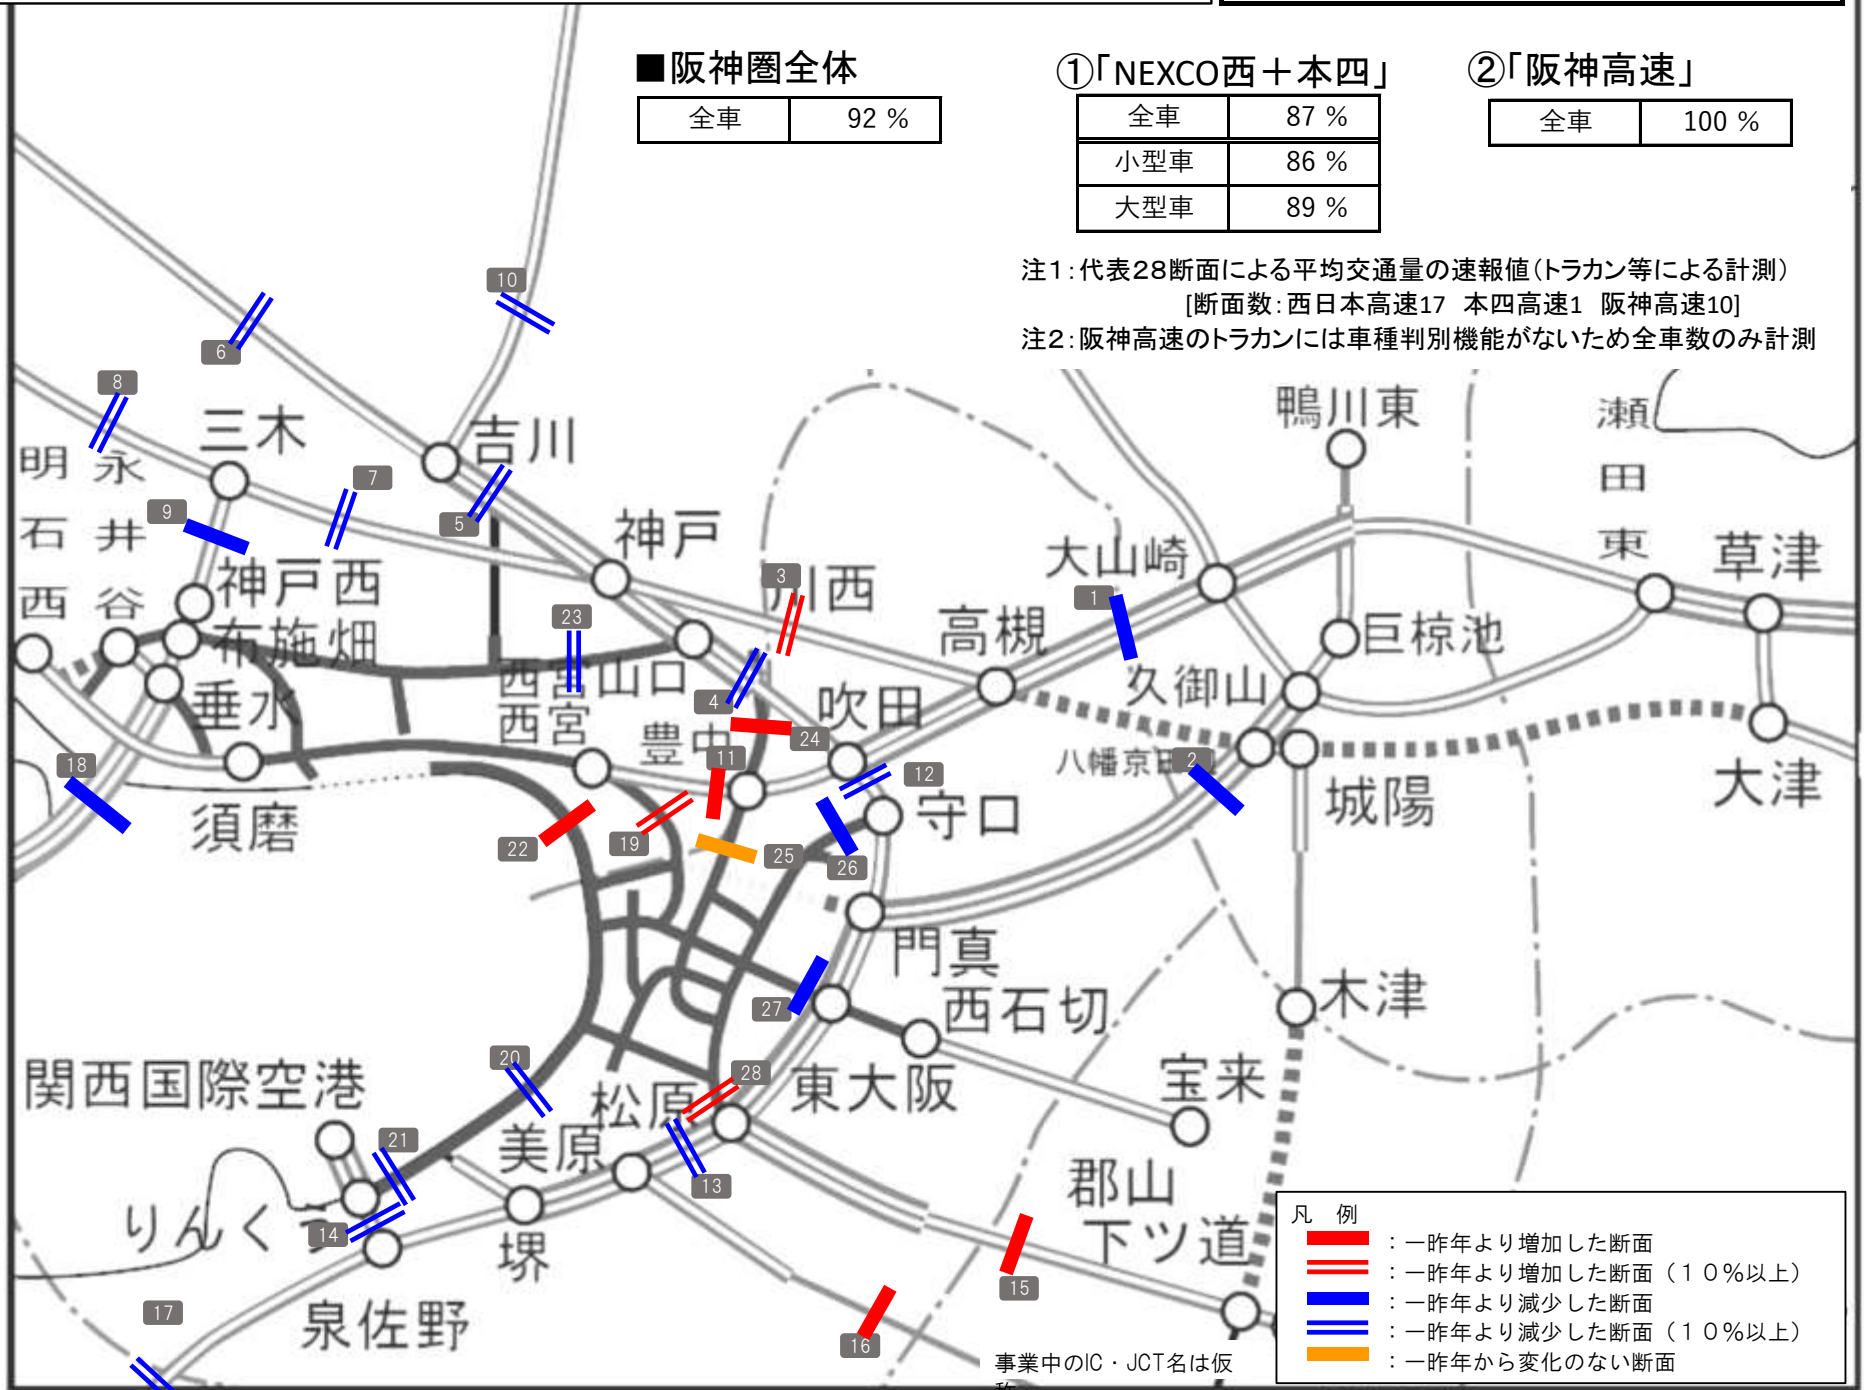 ■阪神圏全体
全車 92 %
①「NEXCO西＋本四」
全車 87 %
小型車 86 %
大型車 89 %
②「阪神高速」
全車 100 %
注1：代表28断面による平均交通量の速報値（トラカン等による計測）
[断面数：西日本高速17 本四高速1 阪神高速10]
注2：阪神高速のトラカンには車種判別機能がないため全車数のみ計測
10
6
8
三木
吉川
鴨川東
瀬田東
明石西
永井谷
7
9
5
神戸
大山崎
草津
神戸西
3
川西
1
23
布施畑
高槻
巨椋池
西宮山口
久御山
4
垂水
西宮
吹田
豊中
24
11
八幡京田
2
18
12
大津
城陽
須磨
守口
22
19
25
26
門真
27
西石切
木津
関西国際空港
20
28
東大阪
宝来
松原
美原
21
13
郡山
りんくう
14
下ツ道
堺
15
17
泉佐野
16
事業中のIC・JCT名は仮
称
凡 例
：一昨年より増加した断面
：一昨年より増加した断面（１０％以上）
：一昨年より減少した断面
：一昨年より減少した断面（１０％以上）
：一昨年から変化のない断面